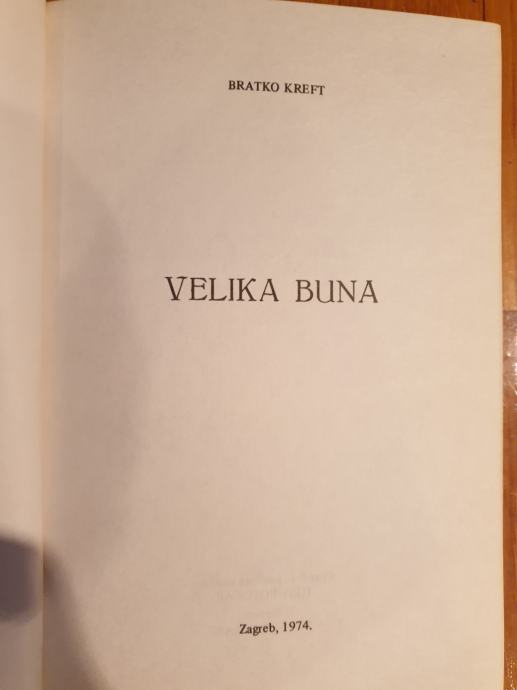 BRATKO KREFT
VELIKA BUNA
Zagreb, 1974.